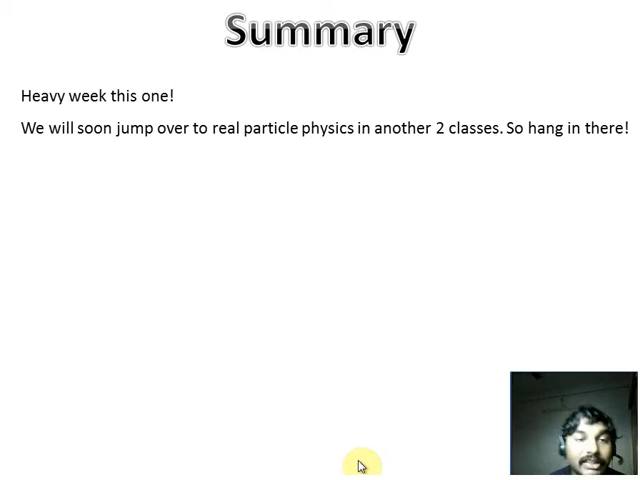 Summary
Heavy week this one!
We will soon jump over to real particle physics in another 2 classes. So hang in there!